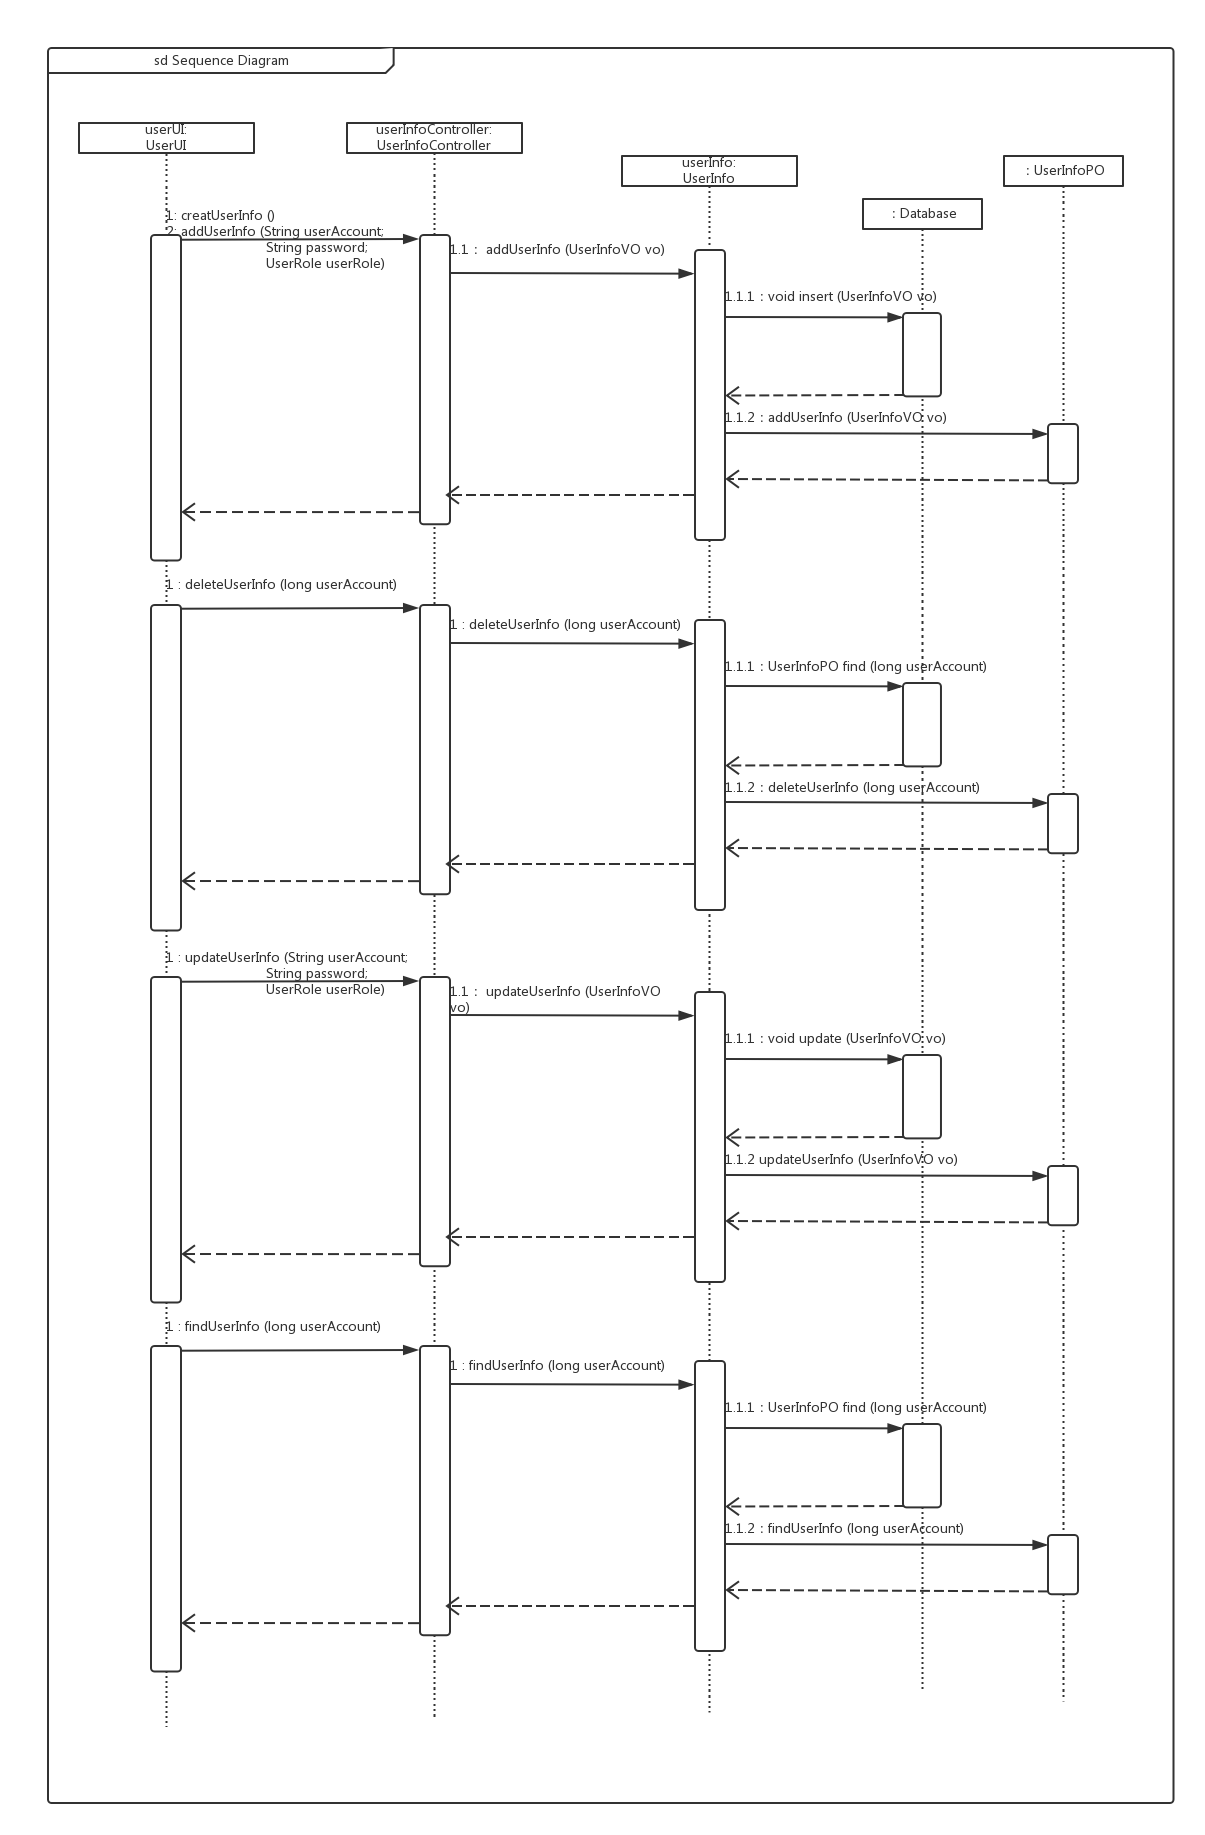 sd Sequence Diagram
userUI:
UserUI
userInfoController:
UserInfoController
userInfo:
UserInfo
: UserInfoPO
: Database
1: creatUserInfo ()
2: addUserInfo (String userAccount;
String password;
UserRole userRole)
1.1 : addUserInfo (UserInfoVO vo)
1.1.1 : void insert (UserInfoVO vo)
1.1.2 : addUserInfo (UserInfoVO vo)
1 : deleteUserInfo (long userAccount)
1 : deleteUserInfo (long userAccount)
1.1.1 : UserInfoPO find (long userAccount)
1.1.2 : deleteUserInfo (long userAccount)
1 : updateUserInfo (String userAccount;
String password;
UserRole userRole)
1.1 : updateUserInfo (UserInfoVO
vo)
1.1.1 : void update (UserInfoVO vo)
1.1.2 updateUserInfo (UserInfoVO vo)
1 : findUserInfo (long userAccount)
1 : findUserInfo (long userAccount)
1.1.1 : UserInfoPO find (long userAccount)
1.1.2 : findUserInfo (long userAccount)